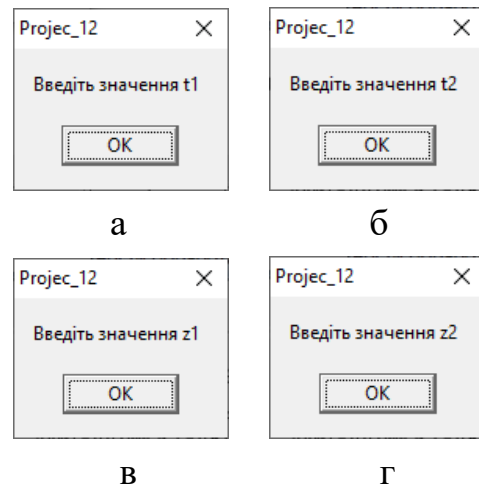 Projec_12
Введіть значення t1
OK
а
Projec_12
Введіть значення t2
OK
б
Projec_12
Введіть значення z1
OK
в
Projec_12
Введіть значення z2
OK
г